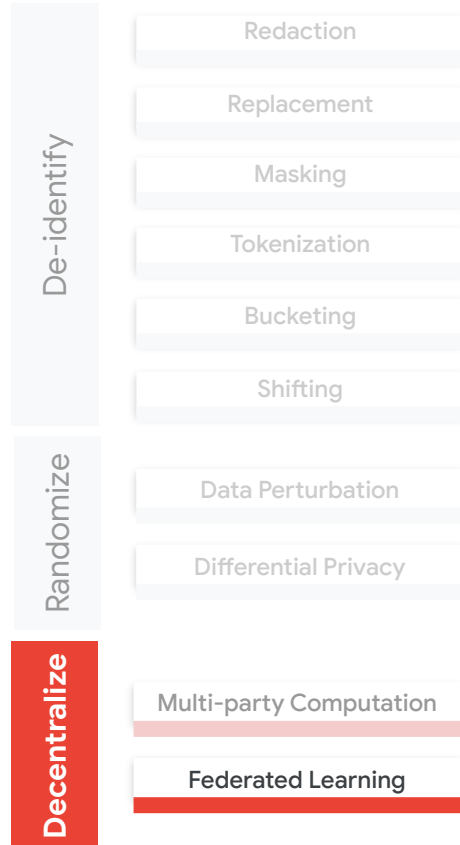 De-identify
Redaction
Replacement
Masking
Tokenization
Bucketing
Shifting
Randomize
Data Perturbation
Differential Privacy
Decentralize
Multi-party Computation
Federated Learning